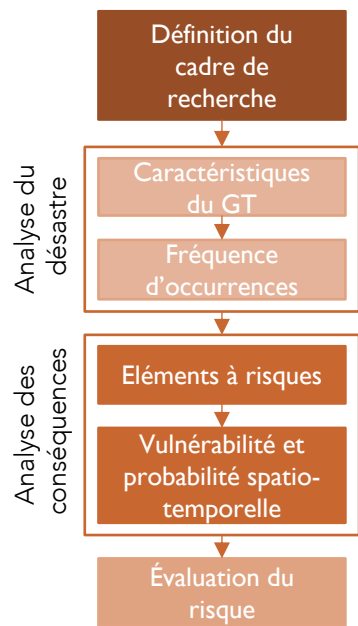 Définition du
cadre de
recherche
Analyse du
désastre
Caractéristiques
du GT
Fréquence
d'occurrences
Analyse des
conséquences
Eléments à risques
Vulnérabilité et
probabilité spatio-
temporelle
Évaluation du
risque